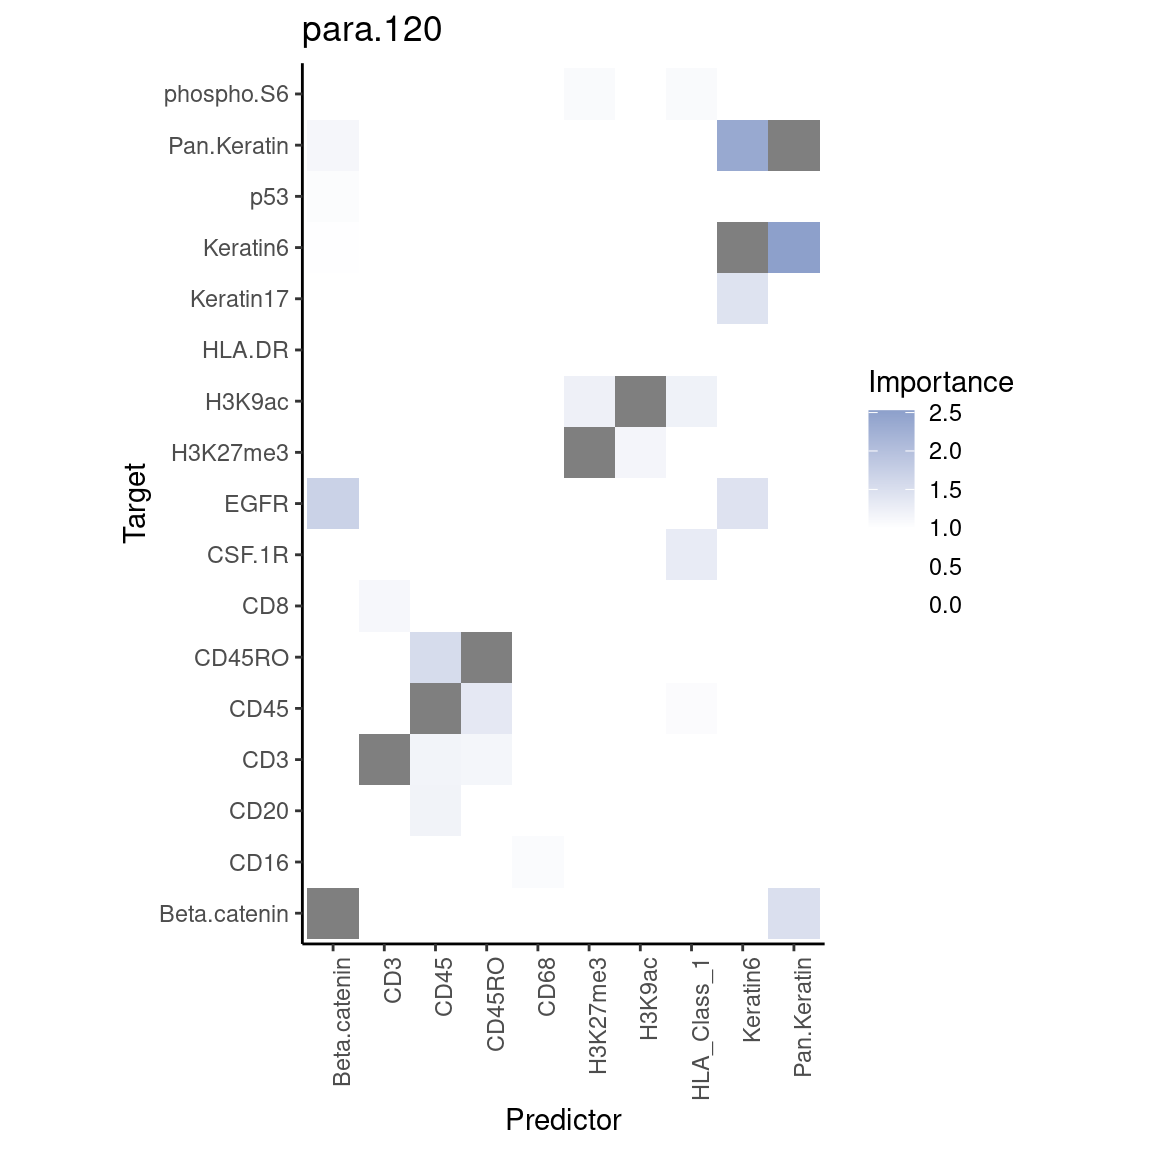 para.120
phospho.S6
Pan.Keratin
p53
Keratin6
Keratin17
HLA.DR
H3K9ac
H3K27me3
EGFR
CSF.1R
CD8
CD45RO
CD45
CD3
CD20
CD16
Beta.catenin
Target
Beta.catenin
CD3
CD45
CD45RO
CD68
H3K27me3
H3K9ac
HLA_Class_1
Keratin6
Pan.Keratin
Predictor
Importance
2.5
2.0
1.5
1.0
0.5
0.0